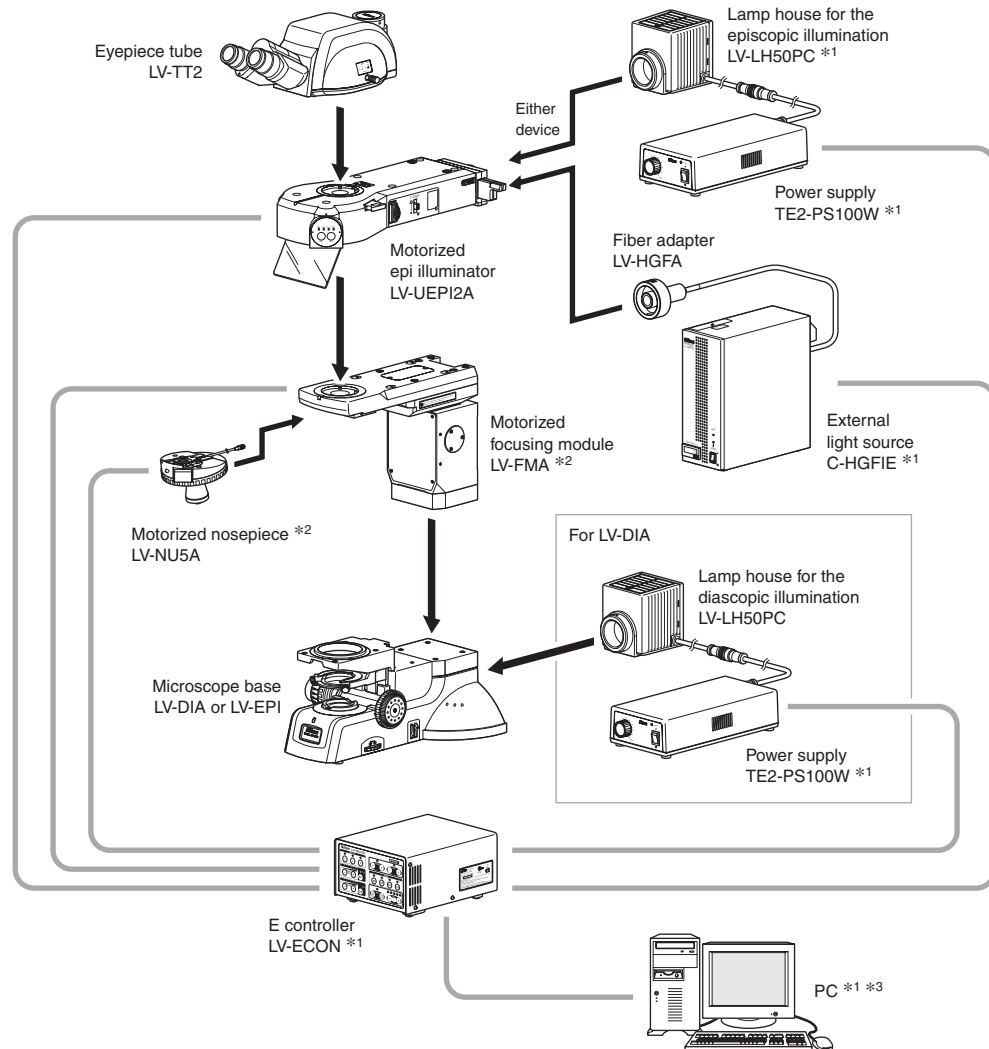 Eyepiece tube
LV-TT2
Lamp house for the
episcopic illumination
LV-LH50PC *1
Either
device
Power supply
TE2-PS100W *1
Motorized
epi illuminator
LV-UEPI2A
Fiber adapter
LV-HGFA
Motorized
focusing module
LV-FMA *2
External
light source
C-HGFIE *1
Motorized nosepiece *2
LV-NU5A
For LV-DIA
Lamp house for the
diascopic illumination
LV-LH50PC
Microscope base
LV-DIA or LV-EPI
Power supply
TE2-PS100W *1
E controller
LV-ECON *1
PC *1 *3